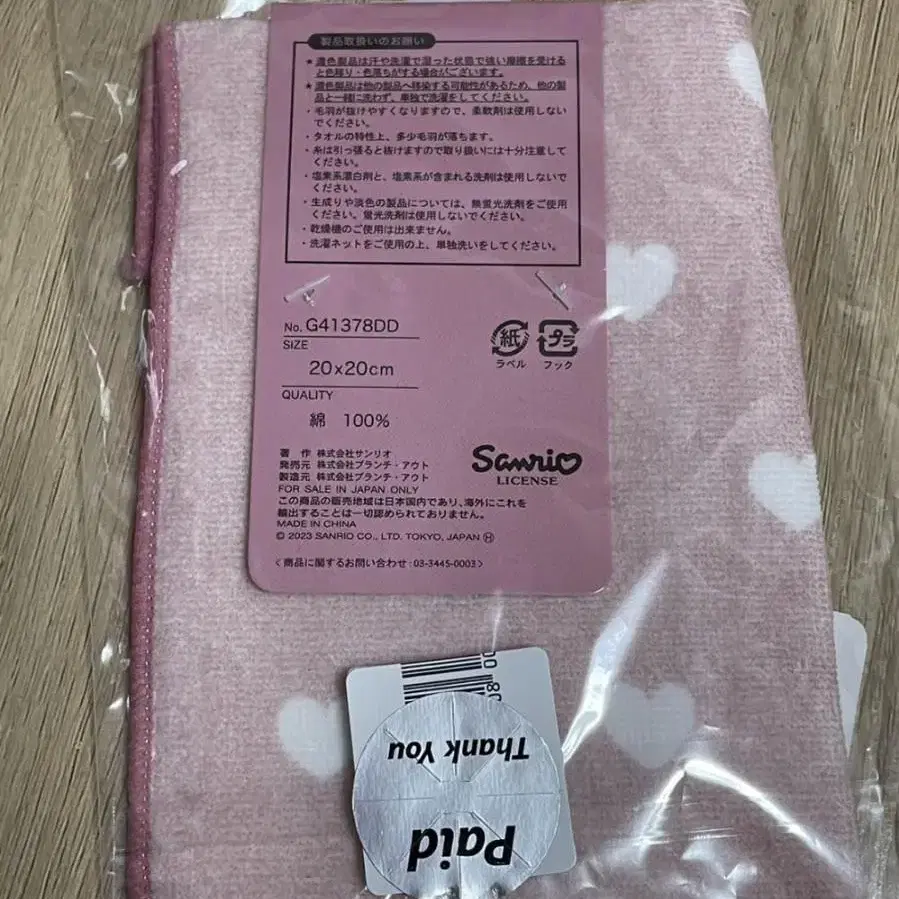 製品取扱いのお願い
★濃色製品は汗や洗濯で湿った状態で強い摩擦を受けると色移り・色落ちがする場合がございます。
★濃色製品は他の製品へ移染する可能性があるため、他の製品と一緒に洗わず、単独で洗濯をしてください。
・毛羽が抜けやすくなりますので、柔軟剤は使用しないでください。
・タオルの特性上、多少毛羽が落ちます。
・糸は引っ張ると抜けますので取り扱いには十分注意してください。
・塩素系漂白剤と、塩素系が含まれる洗剤は使用しないでください。
・生成りや淡色の製品については、無蛍光洗剤をご使用ください。蛍光洗剤は使用しないでください。
・乾燥機のご使用は出来ません。
・洗濯ネットをご使用の上、単独洗いをしてください。
No. G41378DD
SIZE
20×20cm
QUALITY
綿 100%
紙
ラベル
プラ
フック
著 作 株式会社サンリオ
発売元 株式会社ブランチ・アウト
製造元 株式会社ブランチ・アウト
FOR SALE IN JAPAN ONLY
この商品の販売地域は日本国内であり、海外にこれを
輸出することは一切認められておりません。
MADE IN CHINA
© 2023 SANRIO CO., LTD. TOKYO, JAPAN Ⓗ
〈商品に関するお問い合わせ:03-3445-0003〉
Sanrio
LICENSE
Paid
Thank You